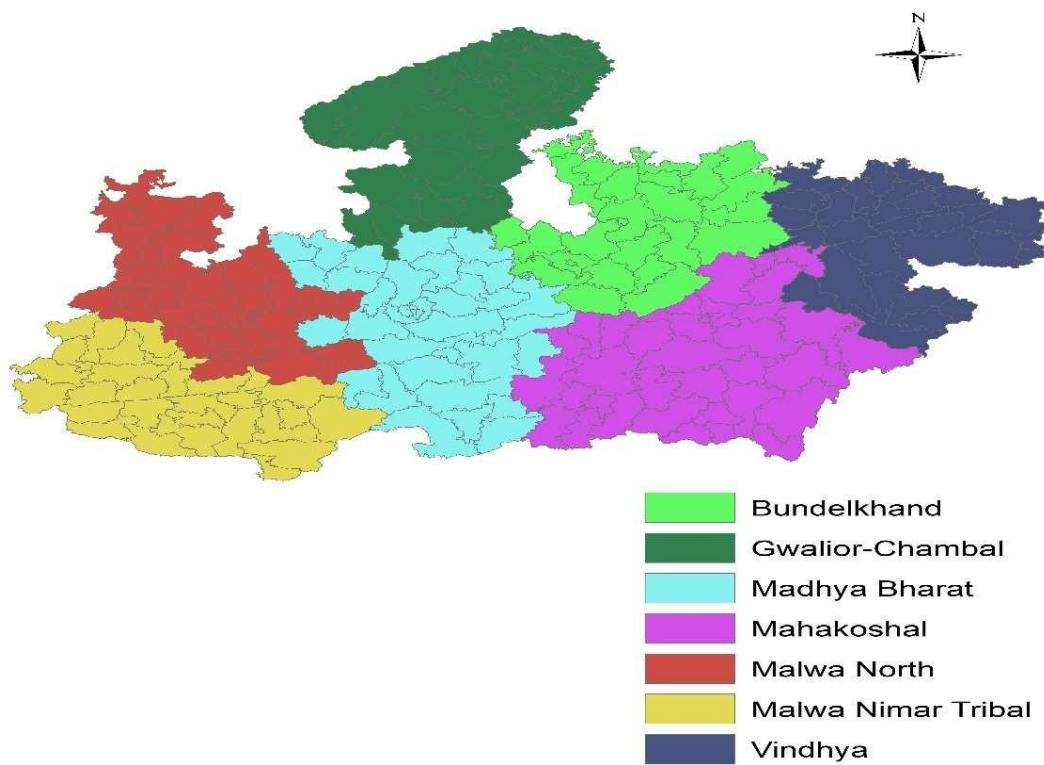 N
Bundelkhand
Gwalior-Chambal
Madhya Bharat
Mahakoshal
Malwa North
Malwa Nimar Tribal
Vindhya